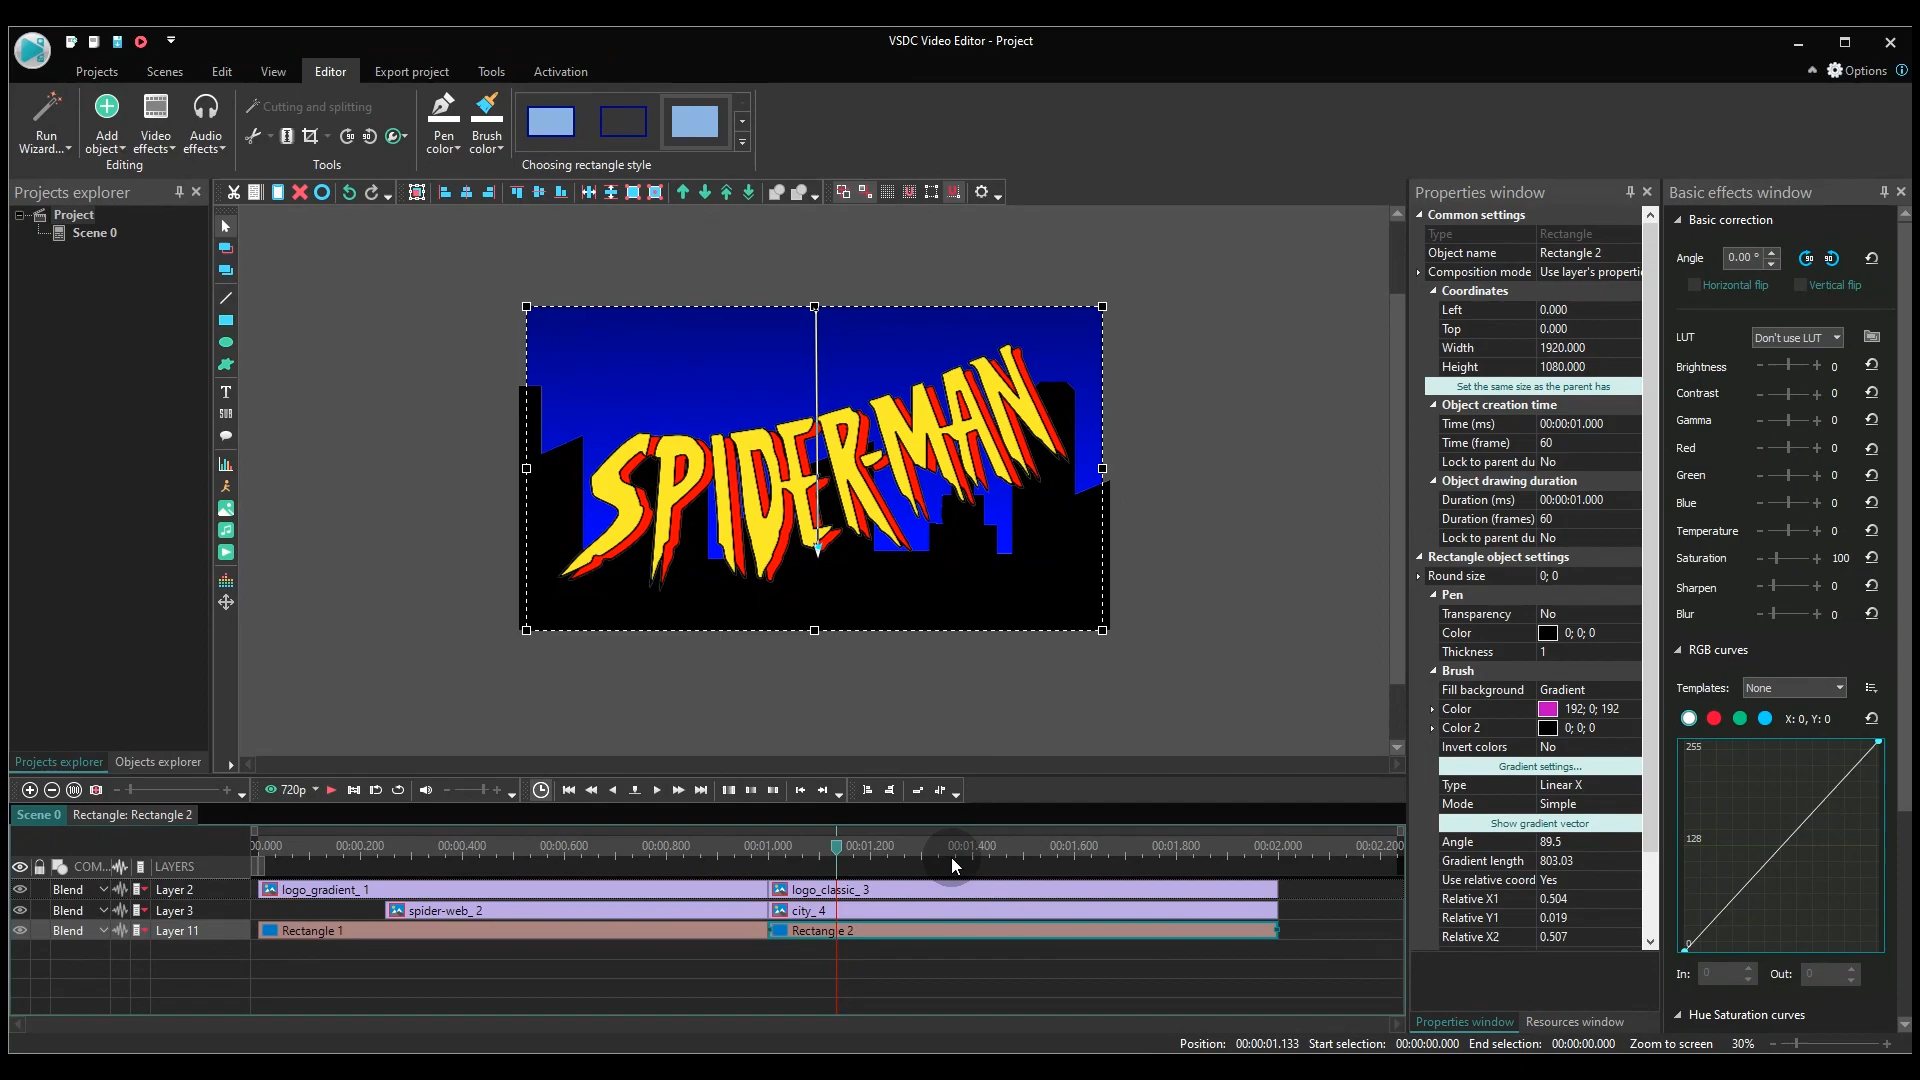 VSDC Video Editor - Project
Projects
Scenes
Edit
View
Editor
Export project
Tools
Activation
Options
Run
Wizard...
Add
object
Video
effects
Audio
effects
Editing
Cutting and splitting
Tools
Pen
color
Brush
color
Choosing rectangle style
Projects explorer
Project
Scene 0
Projects explorer
Objects explorer
SPIDER-MAN
Properties window
Common settings
Type Rectangle
Object name Rectangle 2
Composition mode Use layer's properti
Coordinates
Left 0.000
Top 0.000
Width 1920.000
Height 1080.000
Set the same size as the parent has
Object creation time
Time (ms) 00:00:01.000
Time (frame) 60
Lock to parent du No
Object drawing duration
Duration (ms) 00:00:01.000
Duration (frames) 60
Lock to parent du No
Rectangle object settings
Round size 0; 0
Pen
Transparency No
Color 0; 0; 0
Thickness 1
Brush
Fill background Gradient
Color 192; 0; 192
Color 2 0; 0; 0
Invert colors No
Gradient settings...
Type Linear X
Mode Simple
Show gradient vector
Angle 89.5
Gradient length 803.03
Use relative coord Yes
Relative X1 0.504
Relative Y1 0.019
Relative X2 0.507
Properties window
Resources window
Basic effects window
Basic correction
Angle 0.00 °
90
90
Horizontal flip
Vertical flip
LUT Don't use LUT
Brightness 0
Contrast 0
Gamma 0
Red 0
Green 0
Blue 0
Temperature 0
Saturation 100
Sharpen 0
Blur 0
RGB curves
Templates: None
X: 0, Y: 0
255
128
0
In: 0
Out: 0
Hue Saturation curves
720p
Scene 0
Rectangle: Rectangle 2
00.000 00:00.200 00:00.400 00:00.600 00:00.800 00:01.000 00:01.200 00:01.400 00:01.600 00:01.800 00:02.000 00:02.200
COM... LAYERS
Blend Layer 2 logo_gradient_ 1 logo_classic_ 3
Blend Layer 3 spider-web_ 2 city_ 4
Blend Layer 11 Rectangle 1 Rectangle 2
Position: 00:00:01.133 Start selection: 00:00:00.000 End selection: 00:00:00.000 Zoom to screen 30%